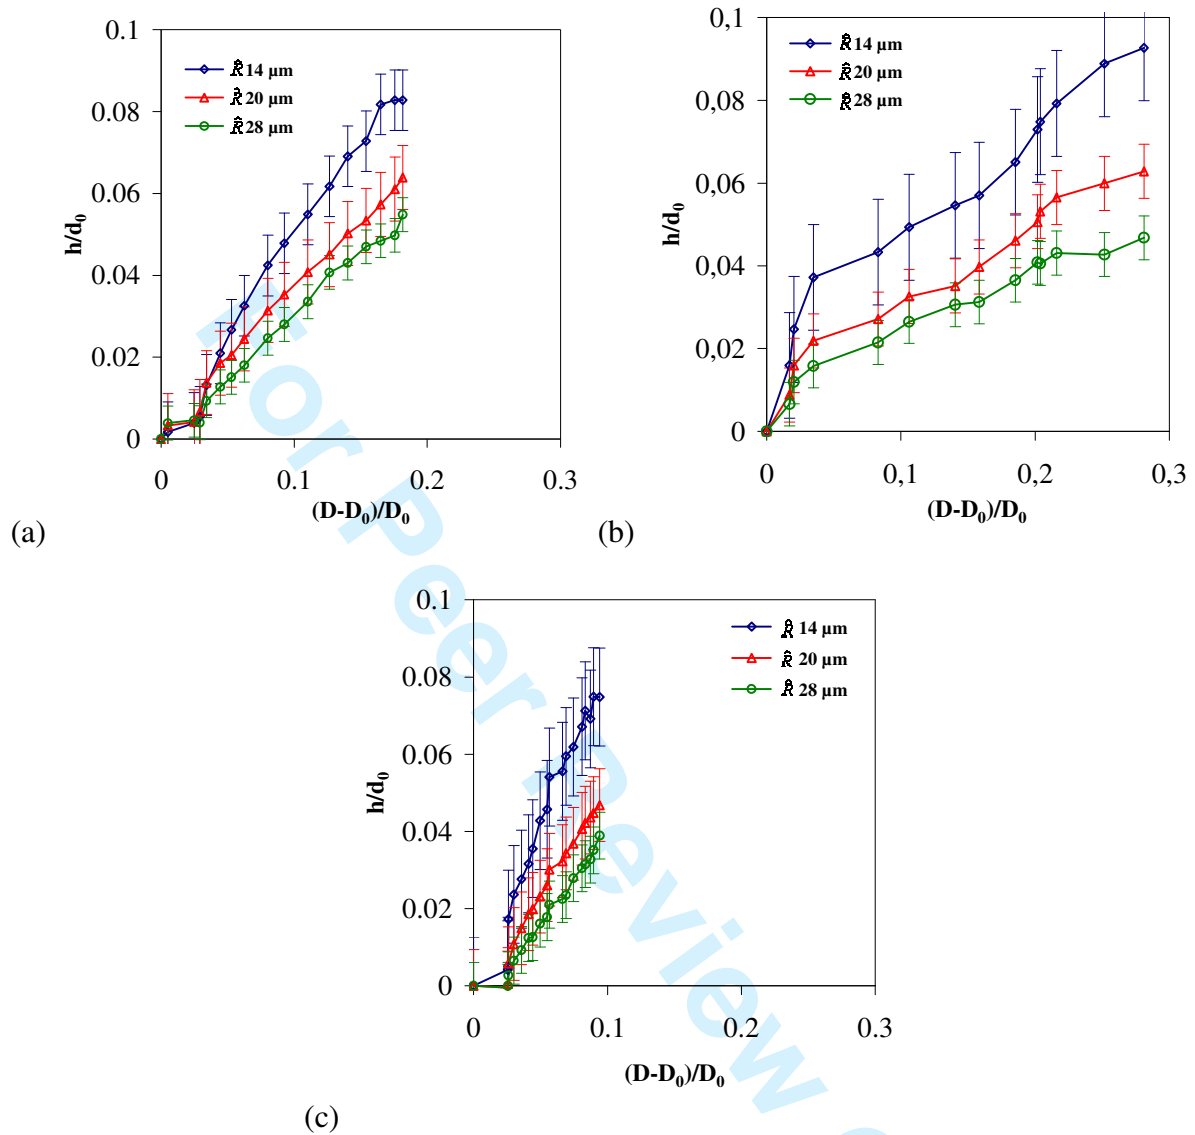 0.1
0.08
0.06
0.04
0.02
0
h/d0
R̂ 14 µm
R̂ 20 µm
R̂ 28 µm
0 0.1 0.2 0.3
(D-D0)/D0
(a)
0,1
0,08
0,06
0,04
0,02
0
h/d0
R̂ 14 µm
R̂ 20 µm
R̂ 28 µm
0 0,1 0,2 0,3
(D-D0)/D0
(b)
0.1
0.08
0.06
0.04
0.02
0
h/d0
R̂ 14 µm
R̂ 20 µm
R̂ 28 µm
0 0.1 0.2 0.3
(D-D0)/D0
(c)
For Peer Review